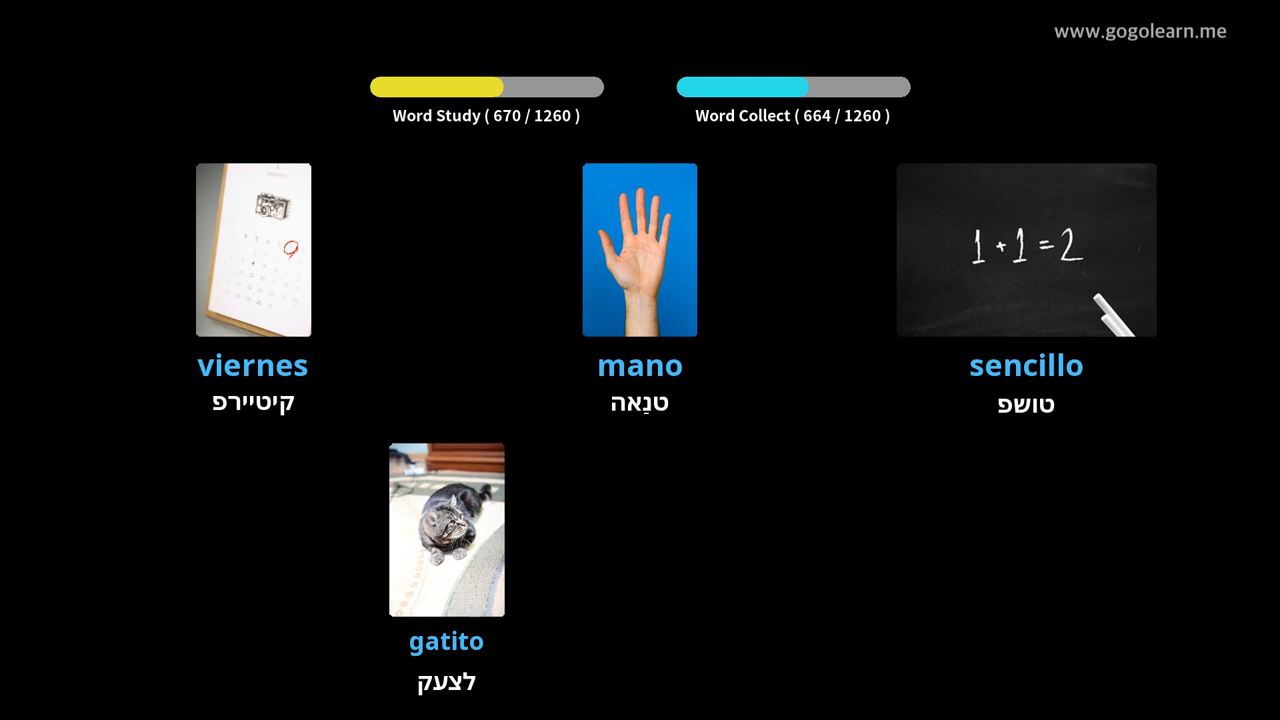 www.gogolearn.me
Word Study ( 670 / 1260 )
Word Collect ( 664 / 1260 )
viernes
קיטיירפ
mano
טנַאה
sencillo
טושפ
1 + 1 = 2
gatito
לצעק